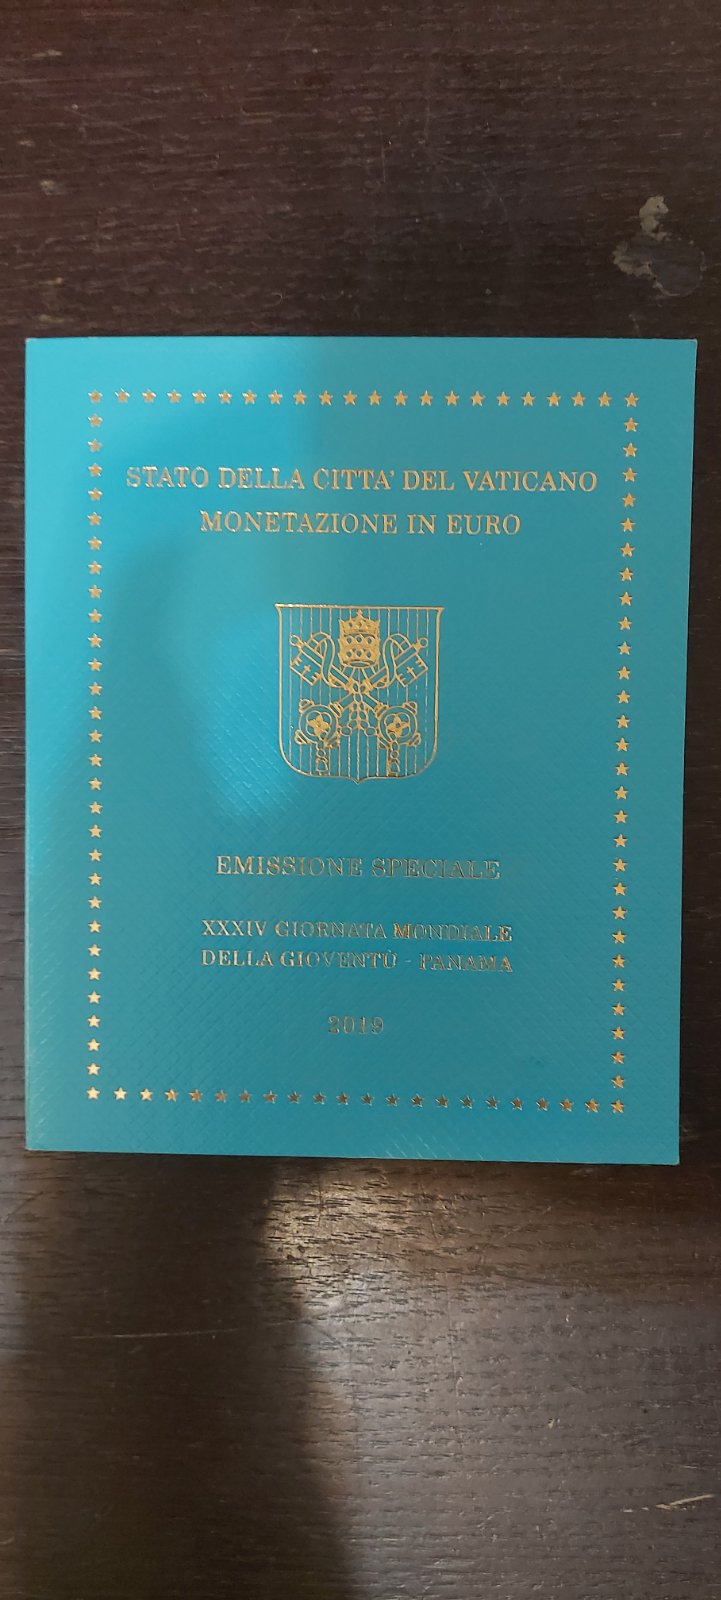 STATO DELLA CITTA' DEL VATICANO
MONETAZIONE IN EURO
EMISSIONE SPECIALE
XXXIV GIORNATA MONDIALE
DELLA GIOVENTÙ - PANAMA
2019